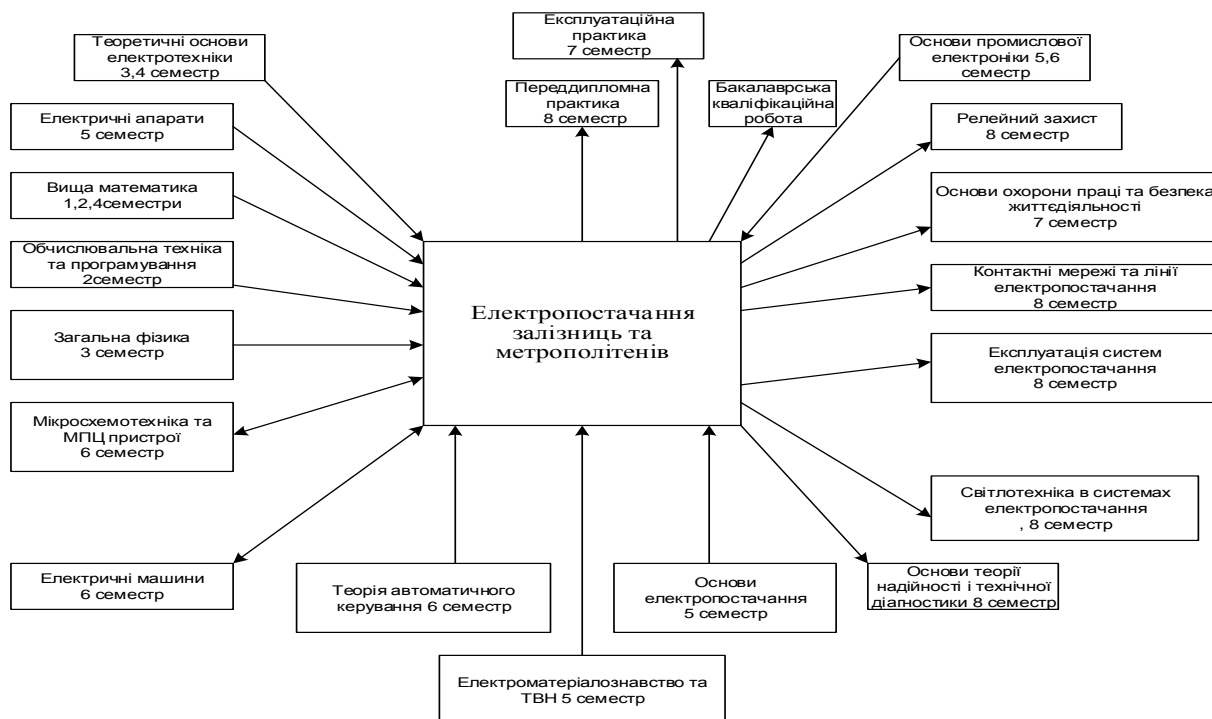 Експлуатаційна
практика
7 семестр
Теоретичні основи
електротехніки
3,4 семестр
Основи промислової
електроніки 5,6
семестр
Переддипломна
практика
8 семестр
Бакалаврська
кваліфікаційна
робота
Електричні апарати
5 семестр
Релейний захист
8 семестр
Вища математика
1,2,4семестри
Основи охорони праці та безпека
життєдіяльності
7 семестр
Обчислювальна техніка
та програмування
2семестр
Контактні мережі та лінії
електропостачання
8 семестр
Електропостачання
залізниць та
метрополітенів
Загальна фізика
3 семестр
Експлуатація систем
електропостачання
8 семестр
Мікросхемотехніка та
МПЦ пристрої
6 семестр
Світлотехніка в системах
електропостачання
, 8 семестр
Електричні машини
6 семестр
Теорія автоматичного
керування 6 семестр
Основи
електропостачання
5 семестр
Основи теорії
надійності і технічної
діагностики 8 семестр
Електроматеріалознавство та
ТВН 5 семестр